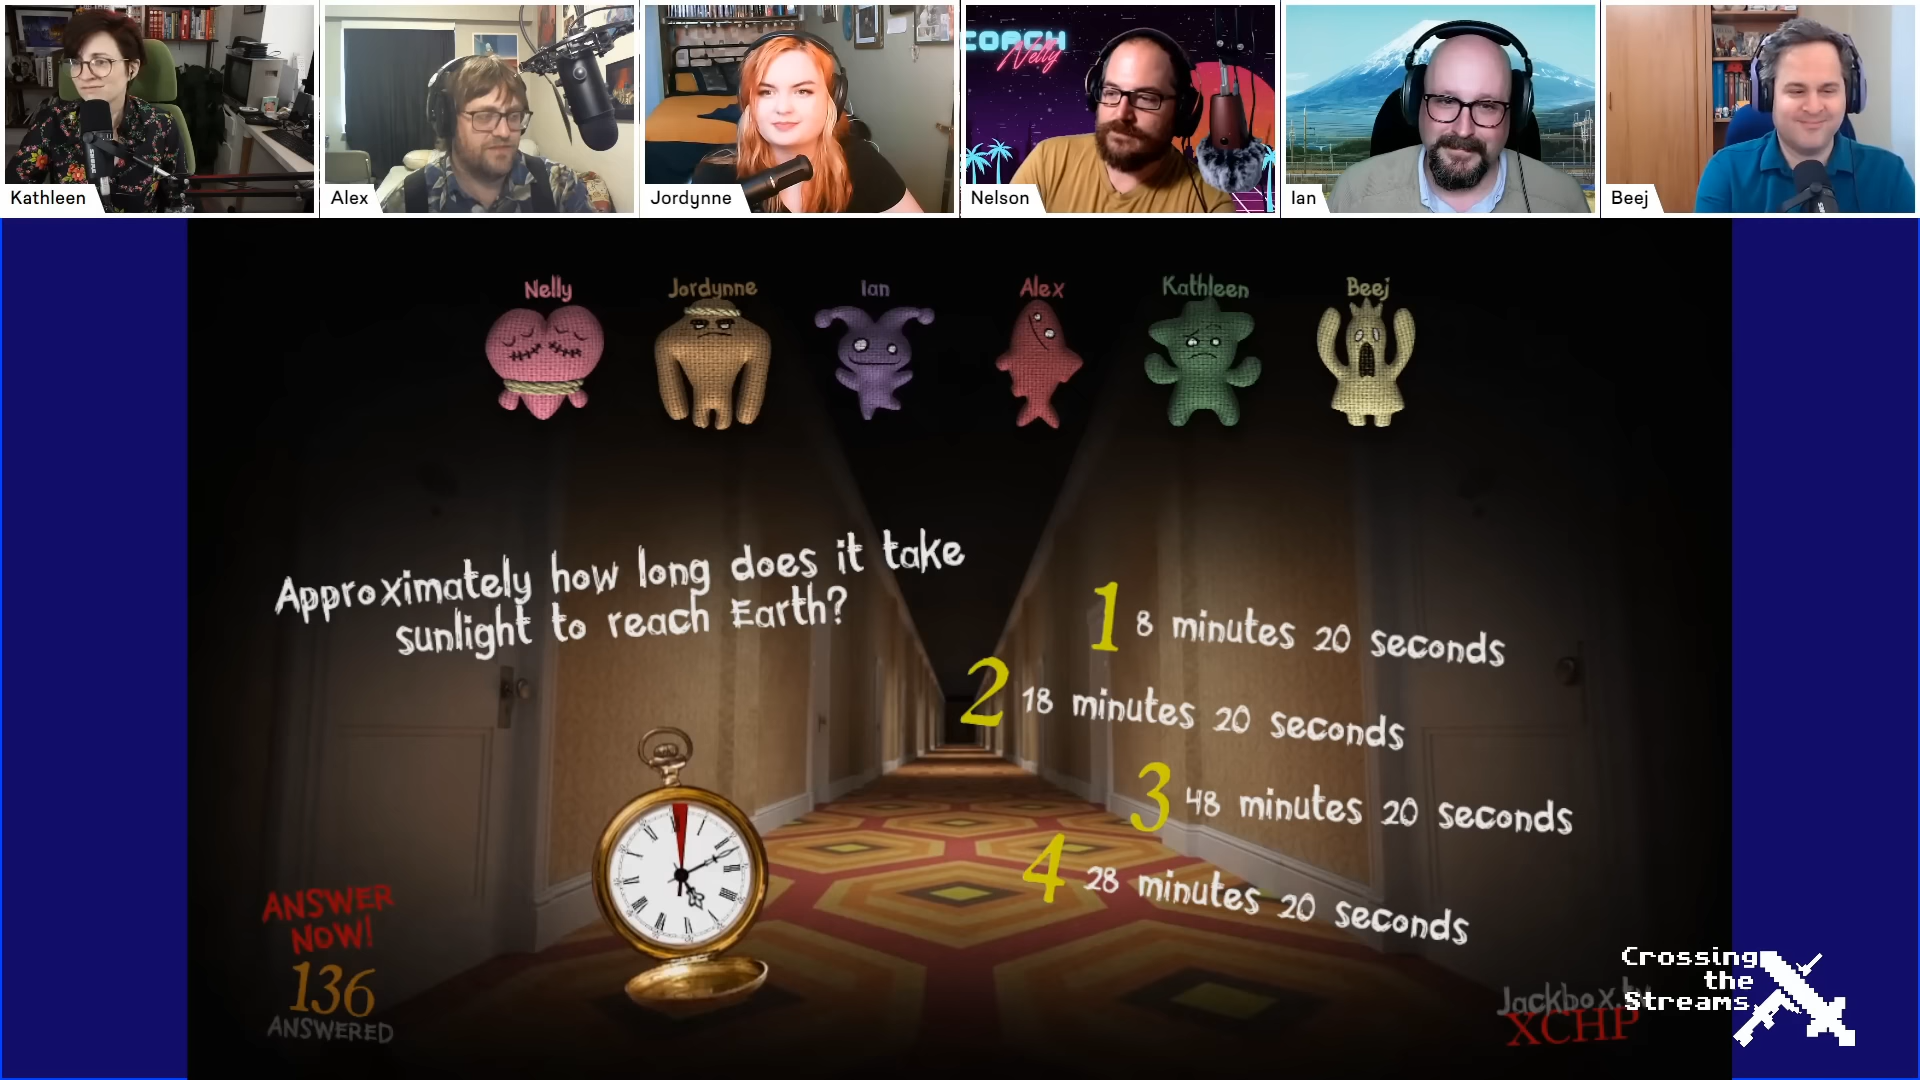 COACH
Nelly
Kathleen
Alex
Jordynne
Nelson
Ian
Beej
Nelly
Jordynne
Ian
Alex
Kathleen
Beej
Approximately how long does it take
sunlight to reach Earth?
1 8 minutes 20 seconds
2 18 minutes 20 seconds
3 48 minutes 20 seconds
4 28 minutes 20 seconds
ANSWER
NOW!
136
ANSWERED
Crossing
the
Streams
Jackbox.tv
XCHP